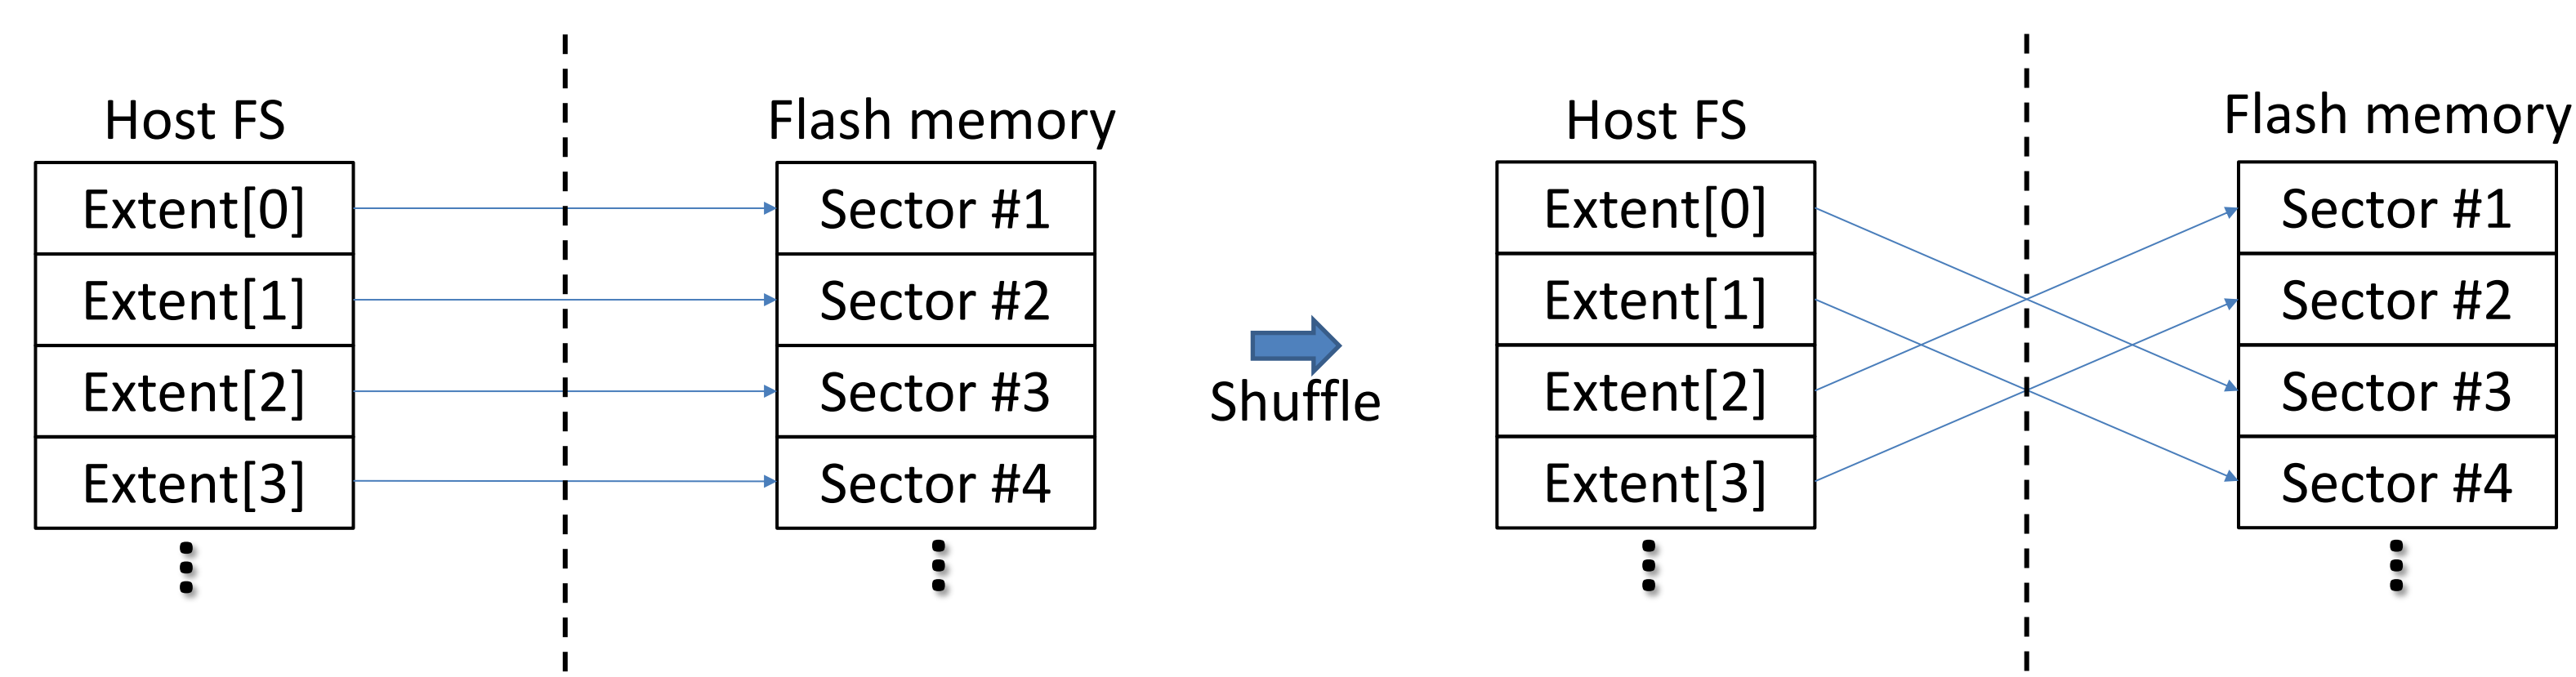 Host FS
Extent[0]
Extent[1]
Extent[2]
Extent[3]
Flash memory
Sector #1
Sector #2
Sector #3
Sector #4
Shuffle
Host FS
Extent[0]
Extent[1]
Extent[2]
Extent[3]
Flash memory
Sector #1
Sector #2
Sector #3
Sector #4